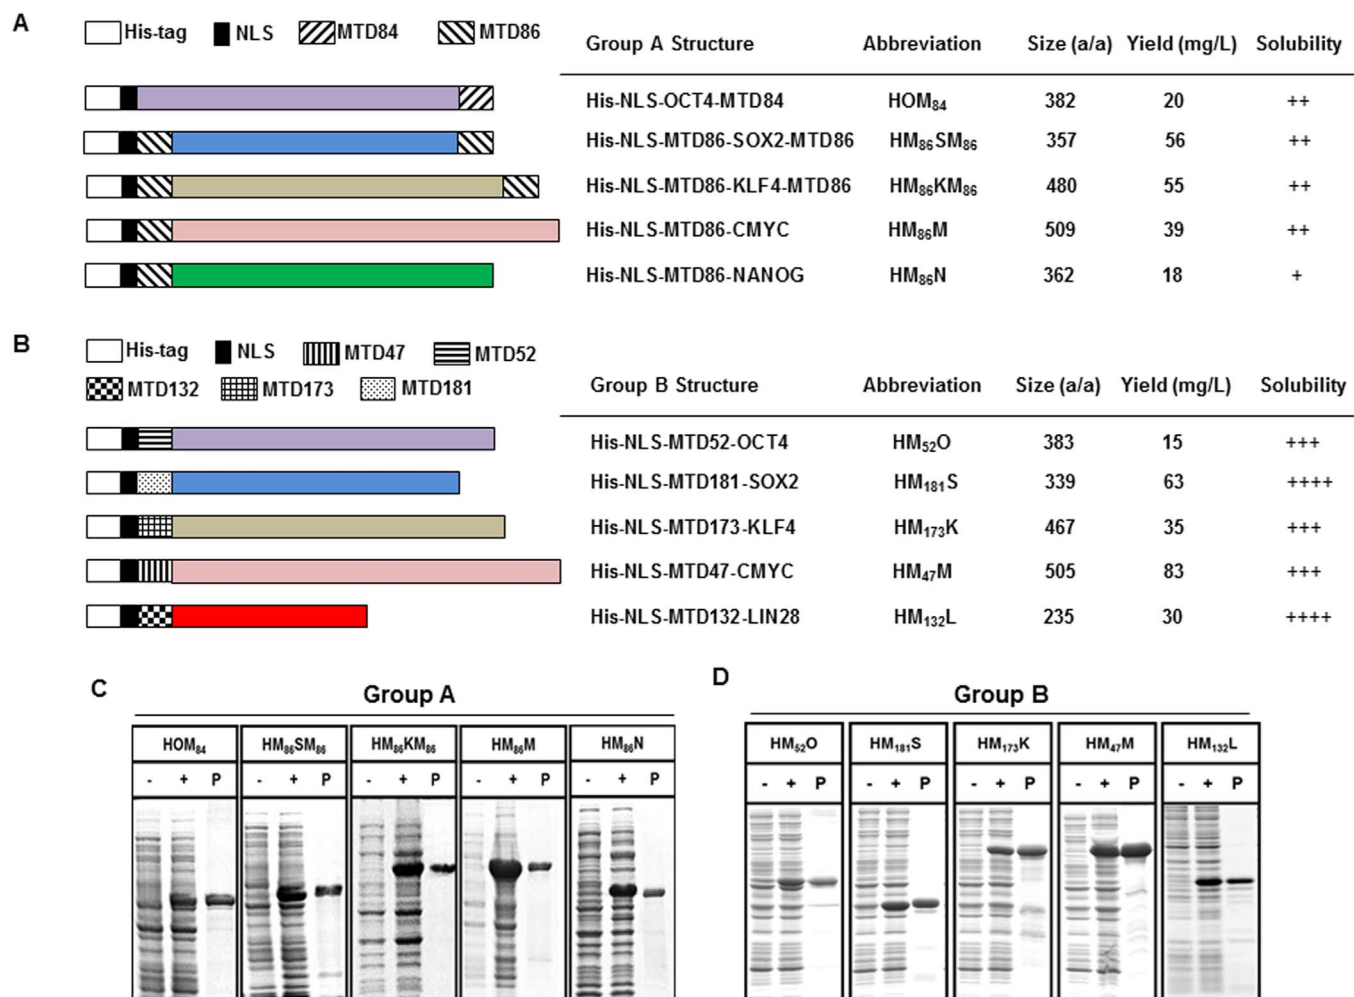 A
His-tag NLS MTD84 MTD86
Group A Structure Abbreviation Size (a/a) Yield (mg/L) Solubility
His-NLS-OCT4-MTD84 HOM84 382 20 ++
His-NLS-MTD86-SOX2-MTD86 HM86SM86 357 56 ++
His-NLS-MTD86-KLF4-MTD86 HM86KM86 480 55 ++
His-NLS-MTD86-CMYC HM86M 509 39 ++
His-NLS-MTD86-NANOG HM86N 362 18 +
B
His-tag NLS MTD47 MTD52
MTD132 MTD173 MTD181
Group B Structure Abbreviation Size (a/a) Yield (mg/L) Solubility
His-NLS-MTD52-OCT4 HM52O 383 15 +++
His-NLS-MTD181-SOX2 HM181S 339 63 ++++
His-NLS-MTD173-KLF4 HM173K 467 35 +++
His-NLS-MTD47-CMYC HM47M 505 83 +++
His-NLS-MTD132-LIN28 HM132L 235 30 ++++
C
Group A
HOM84 HM86SM86 HM86KM86 HM86M HM86N
- + P - + P - + P - + P - + P
D
Group B
HM52O HM181S HM173K HM47M HM132L
- + P - + P - + P - + P - + P